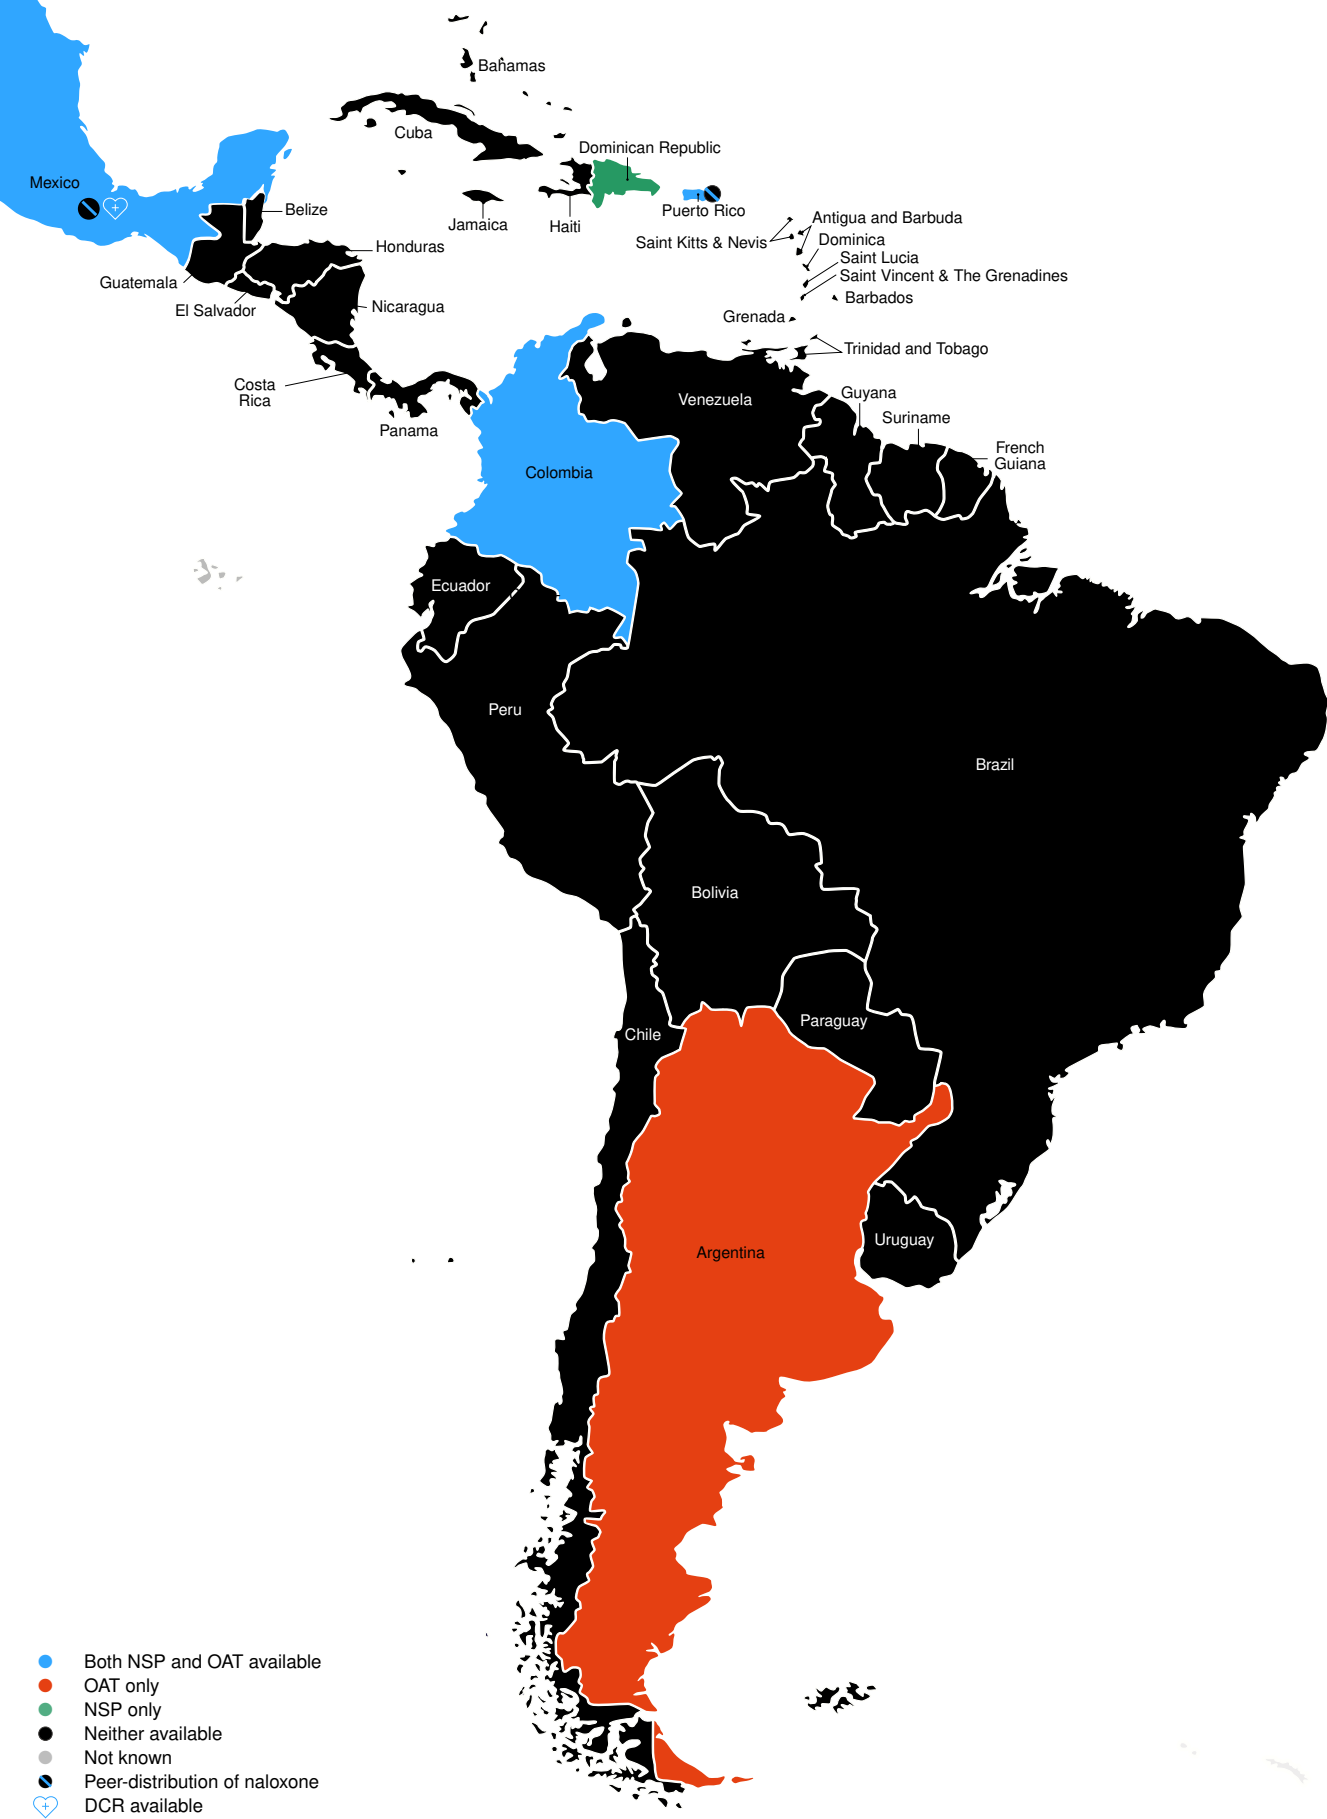 Bahamas
Cuba
Dominican Republic
Mexico
Puerto Rico
Belize
Jamaica
Haiti
Antigua and Barbuda
Saint Kitts & Nevis
Dominica
Honduras
Saint Lucia
Guatemala
Saint Vincent & The Grenadines
El Salvador
Nicaragua
Barbados
Grenada
Trinidad and Tobago
Costa
Rica
Guyana
Venezuela
Suriname
Panama
French
Guiana
Colombia
Ecuador
Peru
Brazil
Bolivia
Paraguay
Chile
Uruguay
Argentina
Both NSP and OAT available
OAT only
NSP only
Neither available
Not known
Peer-distribution of naloxone
DCR available